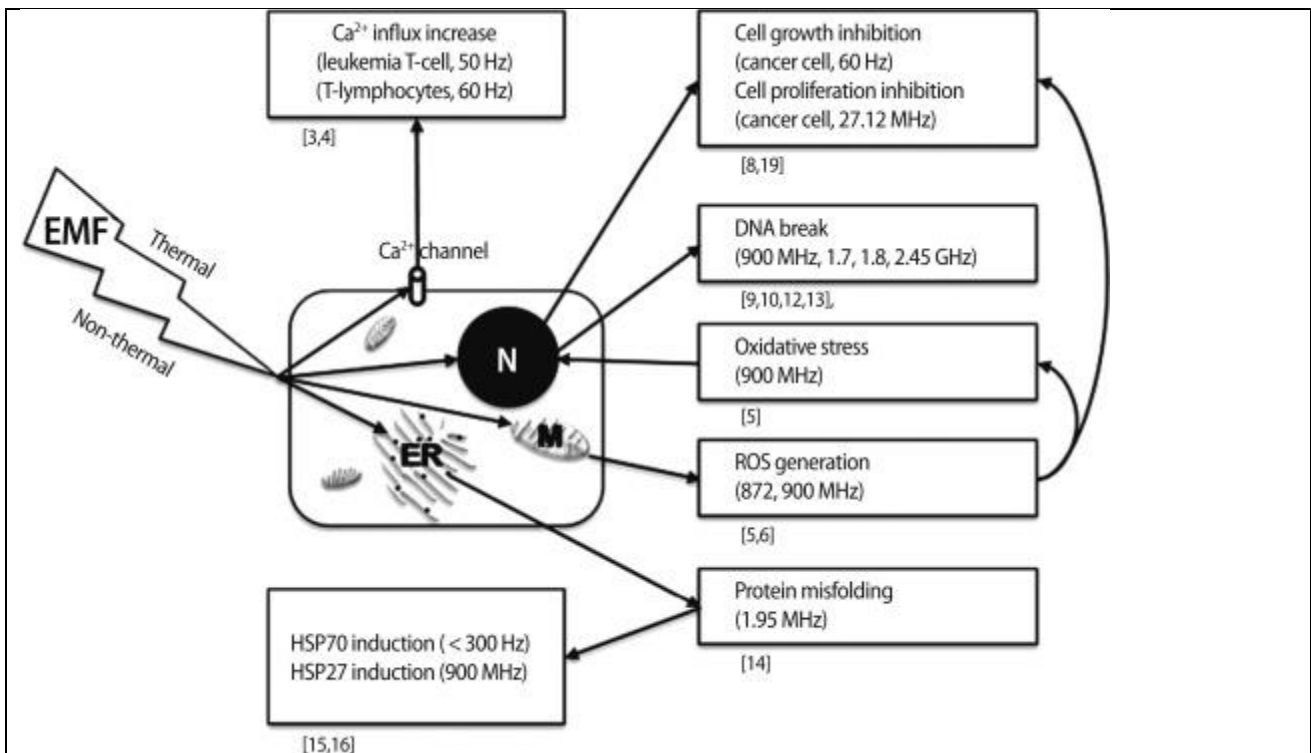 Ca²⁺ influx increase
(leukemia T-cell, 50 Hz)
(T-lymphocytes, 60 Hz)
[3,4]
Cell growth inhibition
(cancer cell, 60 Hz)
Cell proliferation inhibition
(cancer cell, 27.12 MHz)
[8,19]
EMF
Thermal
Non-thermal
Ca²⁺ channel
DNA break
(900 MHz, 1.7, 1.8, 2.45 GHz)
[9,10,12,13],
N
Oxidative stress
(900 MHz)
[5]
M
ER
ROS generation
(872, 900 MHz)
[5,6]
Protein misfolding
(1.95 MHz)
[14]
HSP70 induction (< 300 Hz)
HSP27 induction (900 MHz)
[15,16]